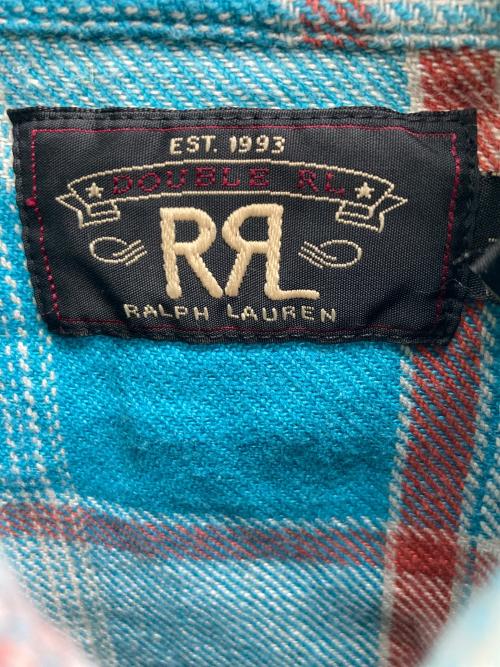 EST. 1993
DOUBLE RL
RRL
RALPH LAUREN